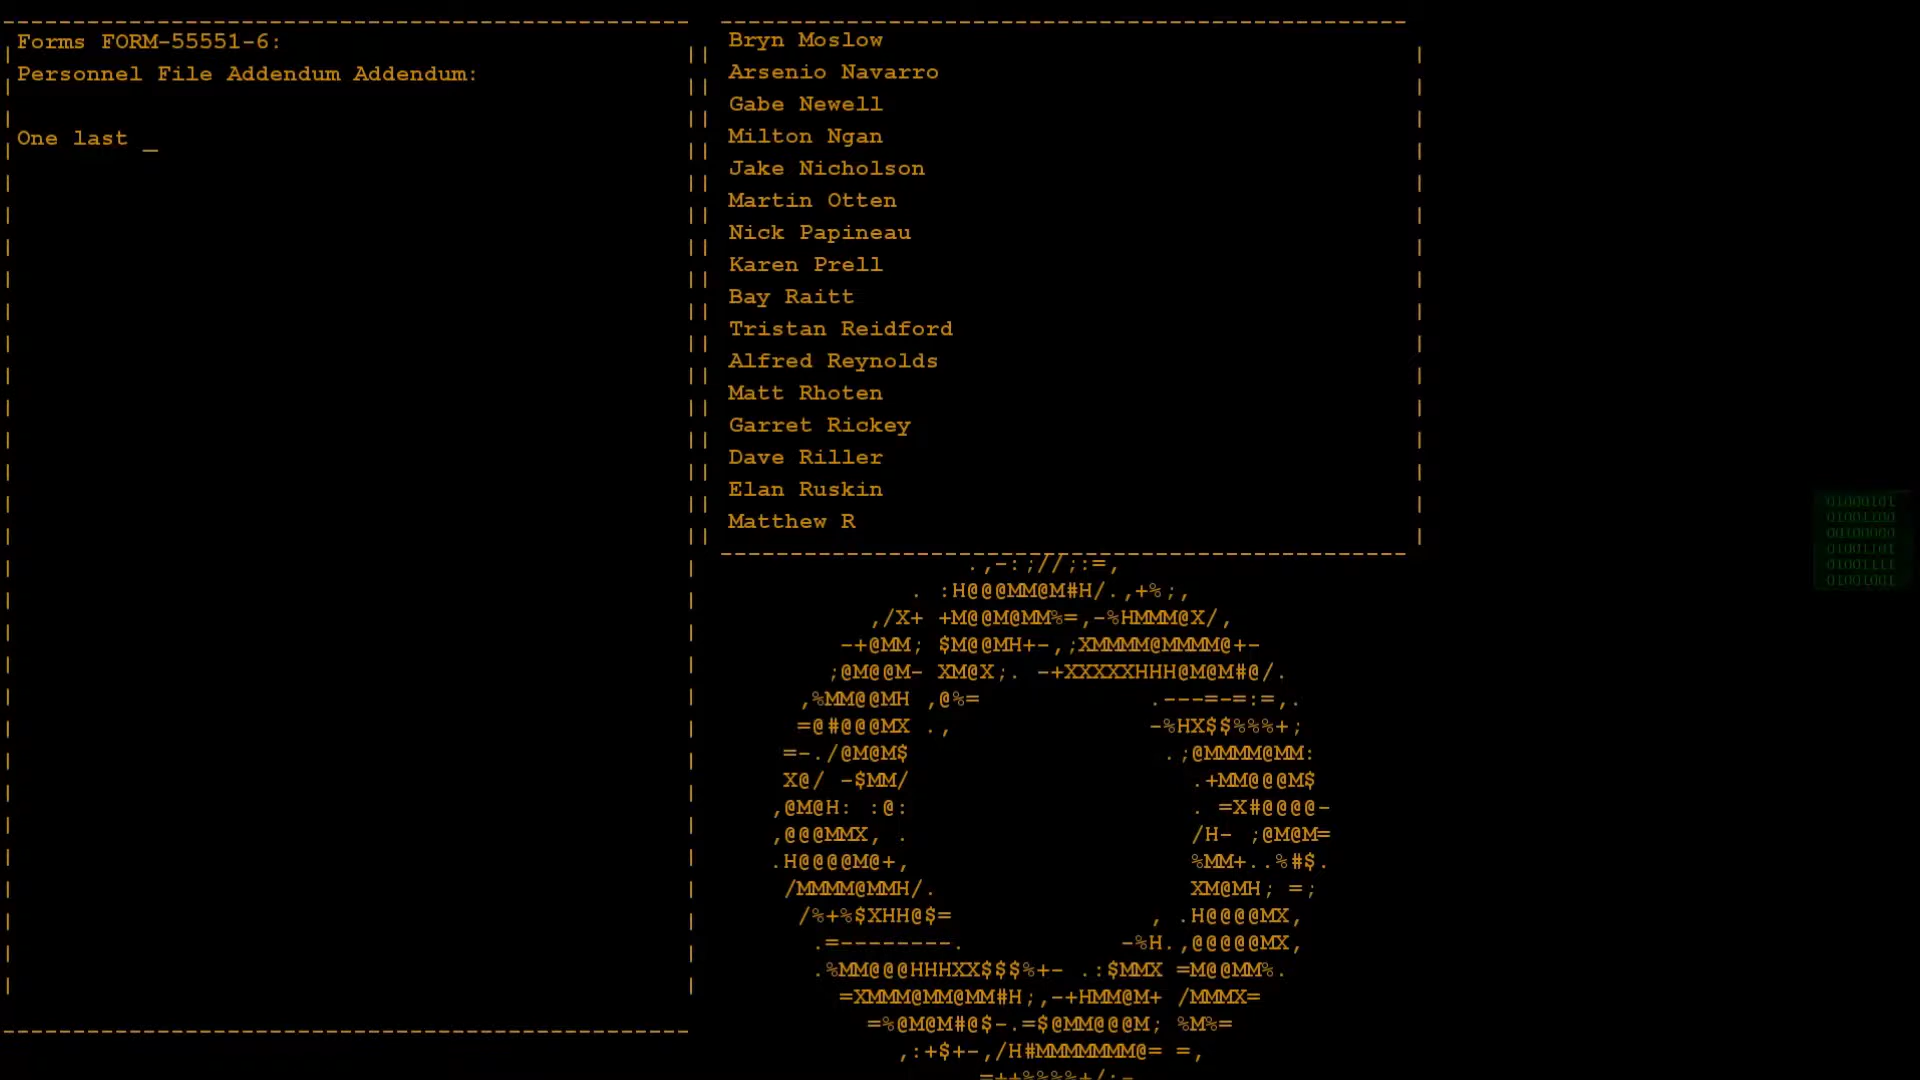 Forms FORM-55551-6:
Personnel File Addendum Addendum:
One last _
Bryn Moslow
Arsenio Navarro
Gabe Newell
Milton Ngan
Jake Nicholson
Martin Otten
Nick Papineau
Karen Prell
Bay Raitt
Tristan Reidford
Alfred Reynolds
Matt Rhoten
Garret Rickey
Dave Riller
Elan Ruskin
Matthew R